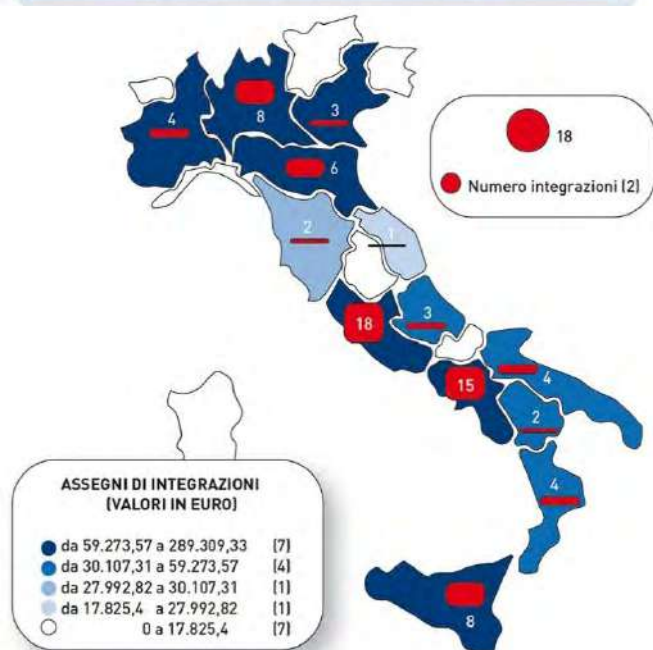 4
8
3
6
18
Numero integrazioni (2)
2
1
18
3
15
4
2
4
8
ASSEGNI DI INTEGRAZIONI
(VALORI IN EURO)
da 59.273,57 a 289.309,33 (7)
da 30.107,31 a 59.273,57 (4)
da 27.992,82 a 30.107,31 (1)
da 17.825,4 a 27.992,82 (1)
0 a 17.825,4 (7)